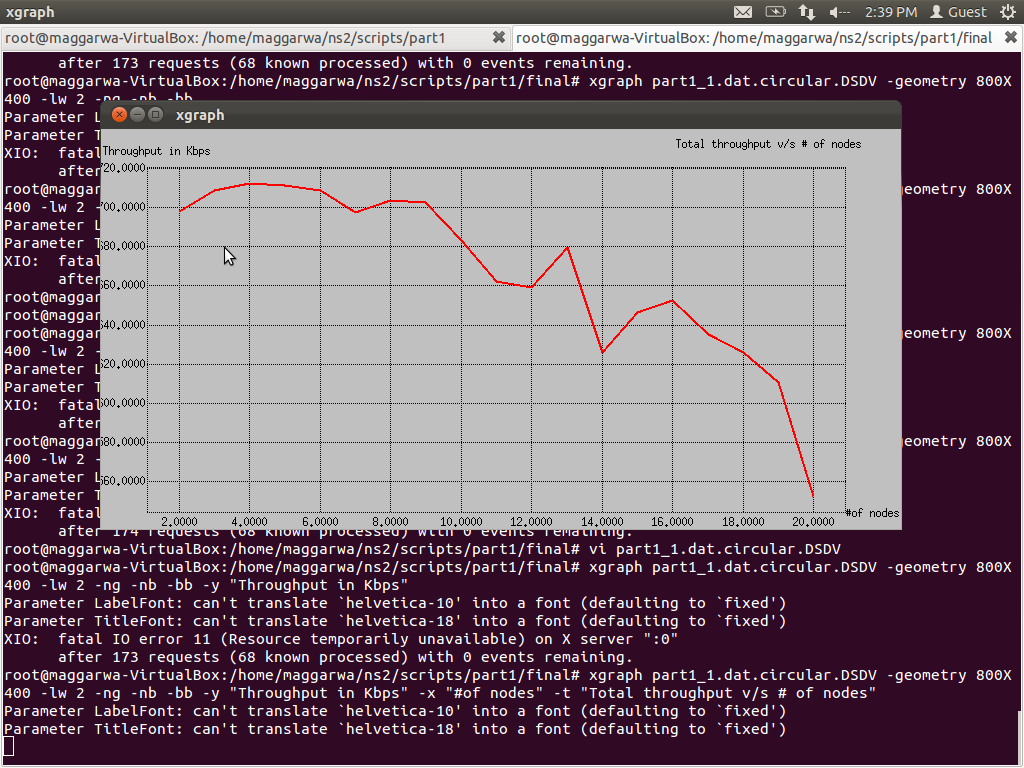 xgraph
2:39 PM Guest
root@maggarwa-VirtualBox: /home/maggarwa/ns2/scripts/part1
root@maggarwa-VirtualBox: /home/maggarwa/ns2/scripts/part1/final
after 173 requests (68 known processed) with 0 events remaining.
root@maggarwa-VirtualBox:/home/maggarwa/ns2/scripts/part1/final# xgraph part1_1.dat.circular.DSDV -geometry 800X
400 -lw 2 -ng -nb -bb
Parameter L
Parameter T
XIO: fatal
after
root@maggar
eometry 800X
400 -lw 2 -
Parameter L
Parameter T
XIO: fatal
after
root@maggar
root@maggar
root@maggar
eometry 800X
400 -lw 2 -
Parameter L
Parameter T
XIO: fatal
after
root@maggar
eometry 800X
400 -lw 2 -
Parameter L
Parameter T
XIO: fatal
xgraph
Throughput in Kbps
Total throughput v/s # of nodes
720.0000
700.0000
680.0000
660.0000
640.0000
620.0000
600.0000
580.0000
560.0000
2.0000 4.0000 6.0000 8.0000 10.0000 12.0000 14.0000 16.0000 18.0000 20.0000
#of nodes
after 174 requests (68 known processed) with 0 events remaining.
root@maggarwa-VirtualBox:/home/maggarwa/ns2/scripts/part1/final# vi part1_1.dat.circular.DSDV
root@maggarwa-VirtualBox:/home/maggarwa/ns2/scripts/part1/final# xgraph part1_1.dat.circular.DSDV -geometry 800X
400 -lw 2 -ng -nb -bb -y "Throughput in Kbps"
Parameter LabelFont: can't translate `helvetica-10' into a font (defaulting to `fixed')
Parameter TitleFont: can't translate `helvetica-18' into a font (defaulting to `fixed')
XIO: fatal IO error 11 (Resource temporarily unavailable) on X server ":0"
after 173 requests (68 known processed) with 0 events remaining.
root@maggarwa-VirtualBox:/home/maggarwa/ns2/scripts/part1/final# xgraph part1_1.dat.circular.DSDV -geometry 800X
400 -lw 2 -ng -nb -bb -y "Throughput in Kbps" -x "#of nodes" -t "Total throughput v/s # of nodes"
Parameter LabelFont: can't translate `helvetica-10' into a font (defaulting to `fixed')
Parameter TitleFont: can't translate `helvetica-18' into a font (defaulting to `fixed')